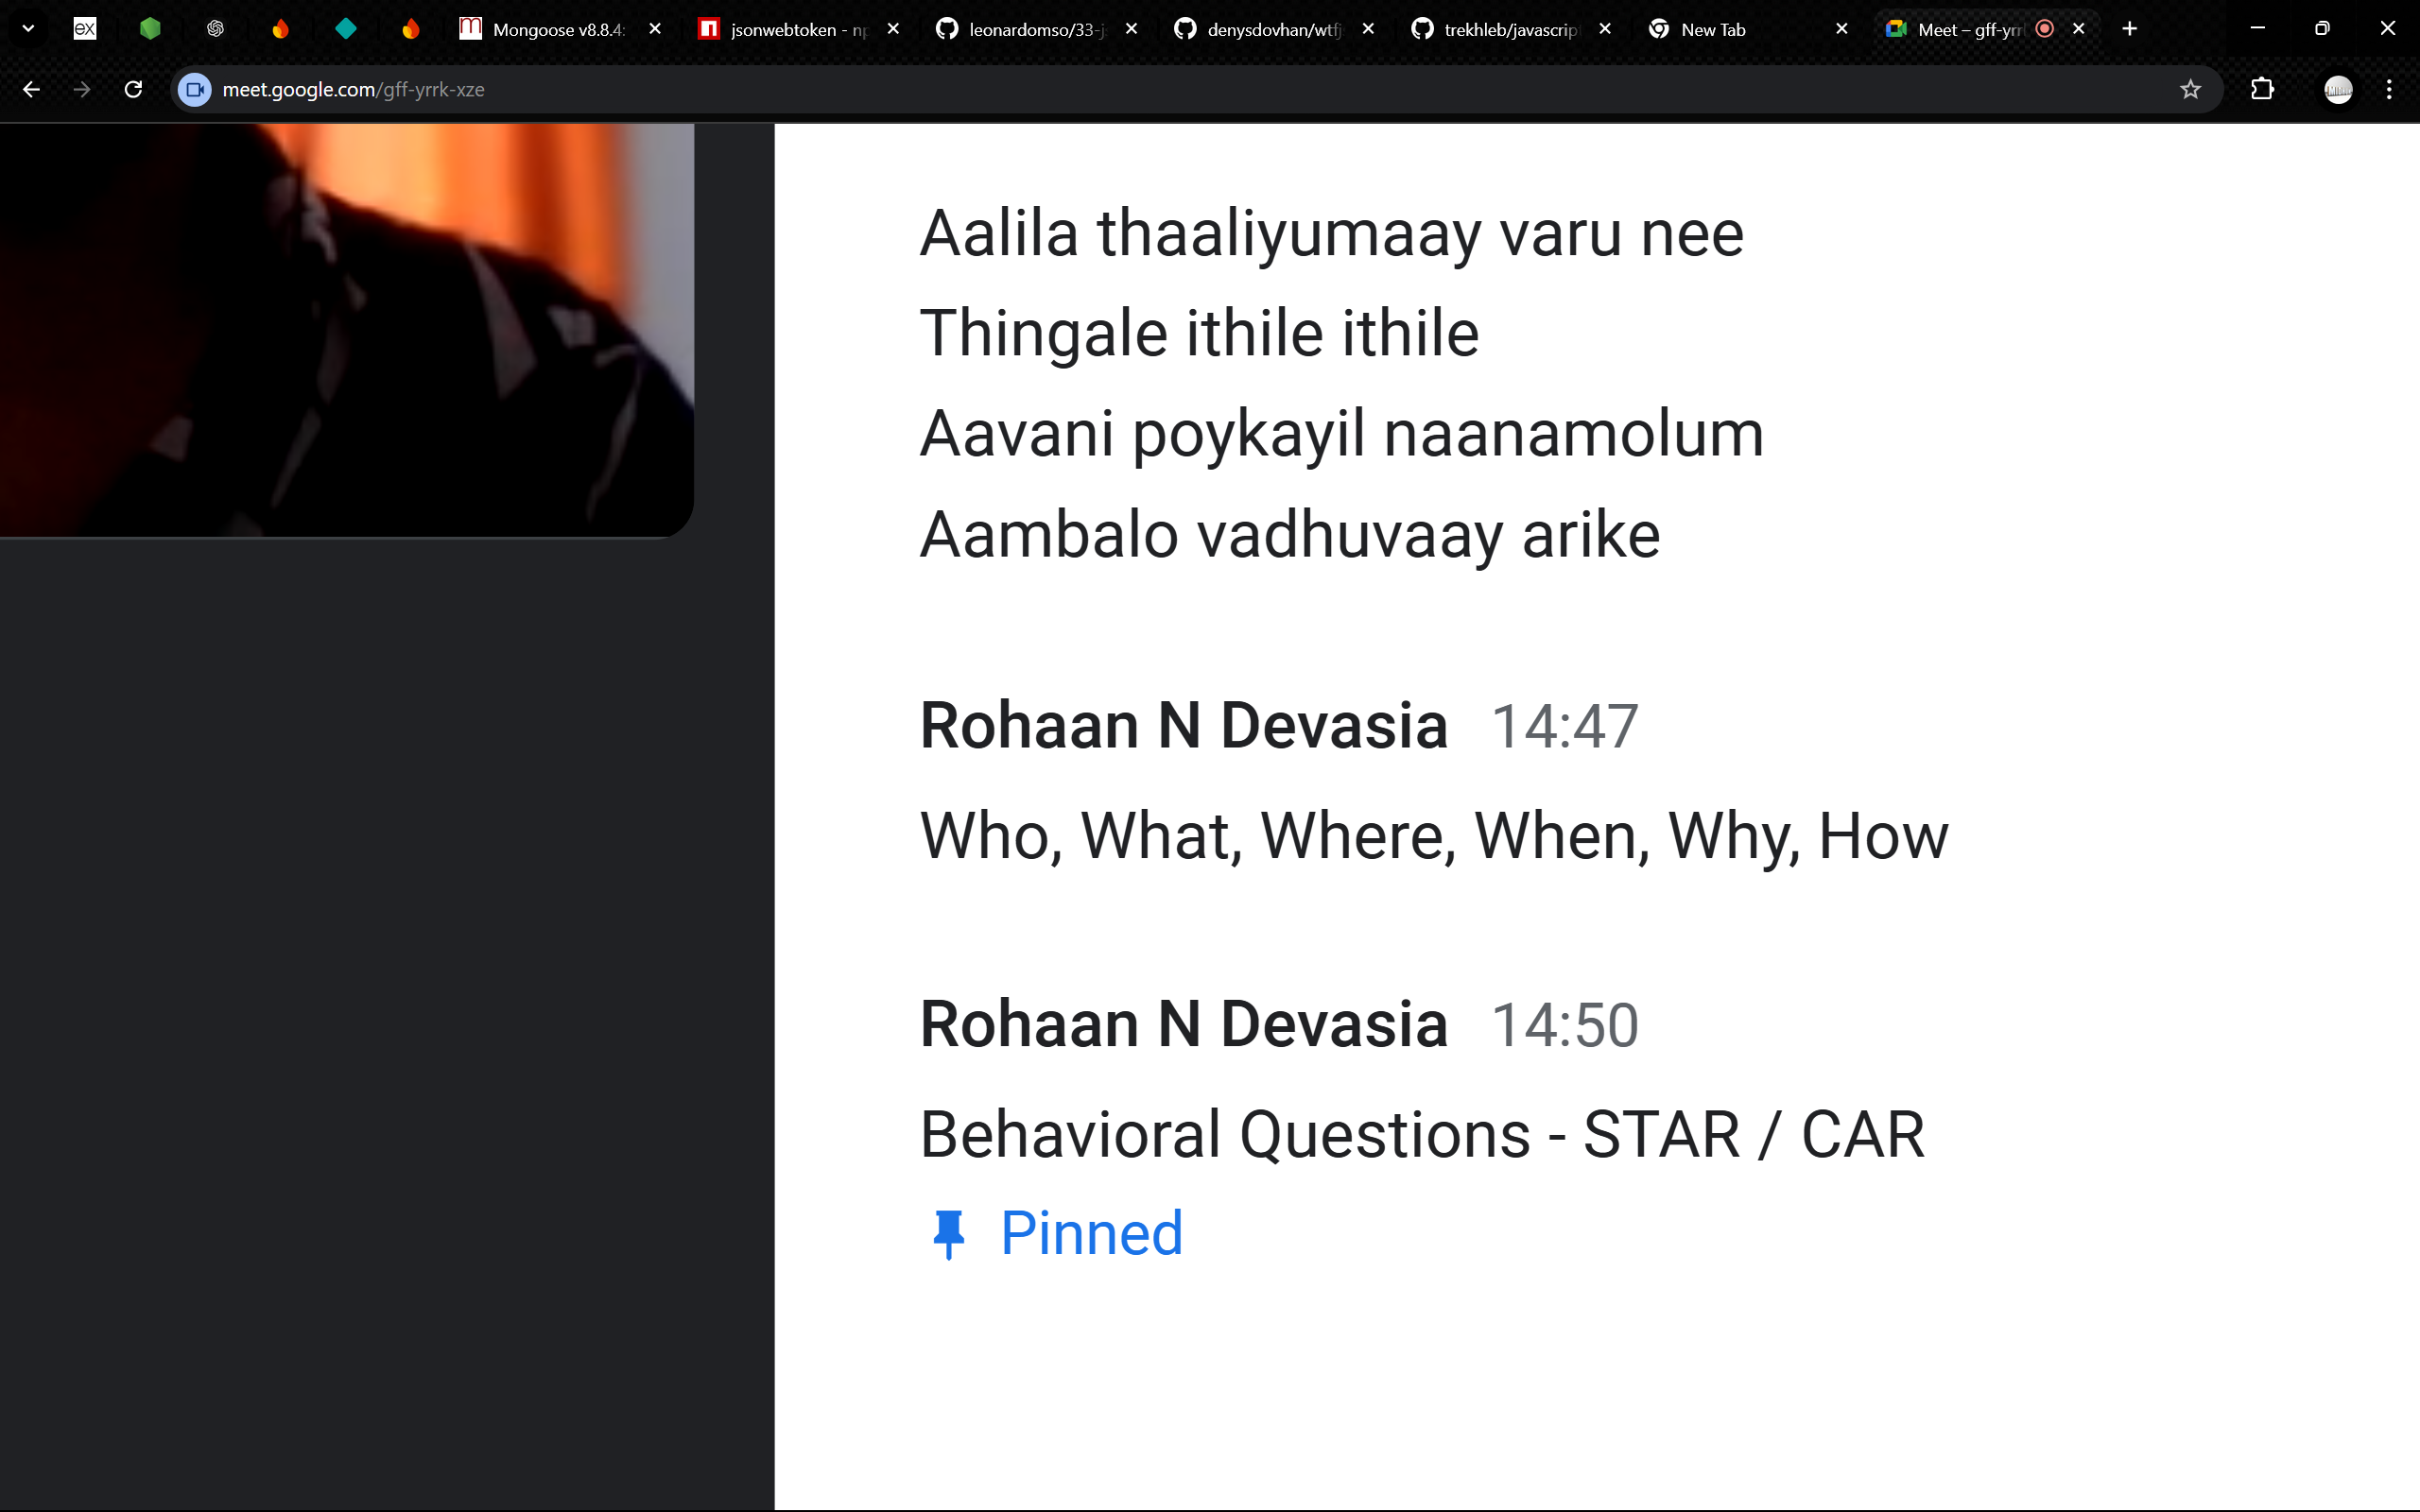 ex
Mongoose v8.8.4:
jsonwebtoken - np
leonardomso/33-j
denysdovhan/wtfj
trekhleb/javascrip
New Tab
Meet – gff-yrr
meet.google.com/gff-yrrk-xze
Aalila thaaliyumaay varu nee
Thingale ithile ithile
Aavani poykayil naanamolum
Aambalo vadhuvaay arike
Rohaan N Devasia 14:47
Who, What, Where, When, Why, How
Rohaan N Devasia 14:50
Behavioral Questions - STAR / CAR
Pinned